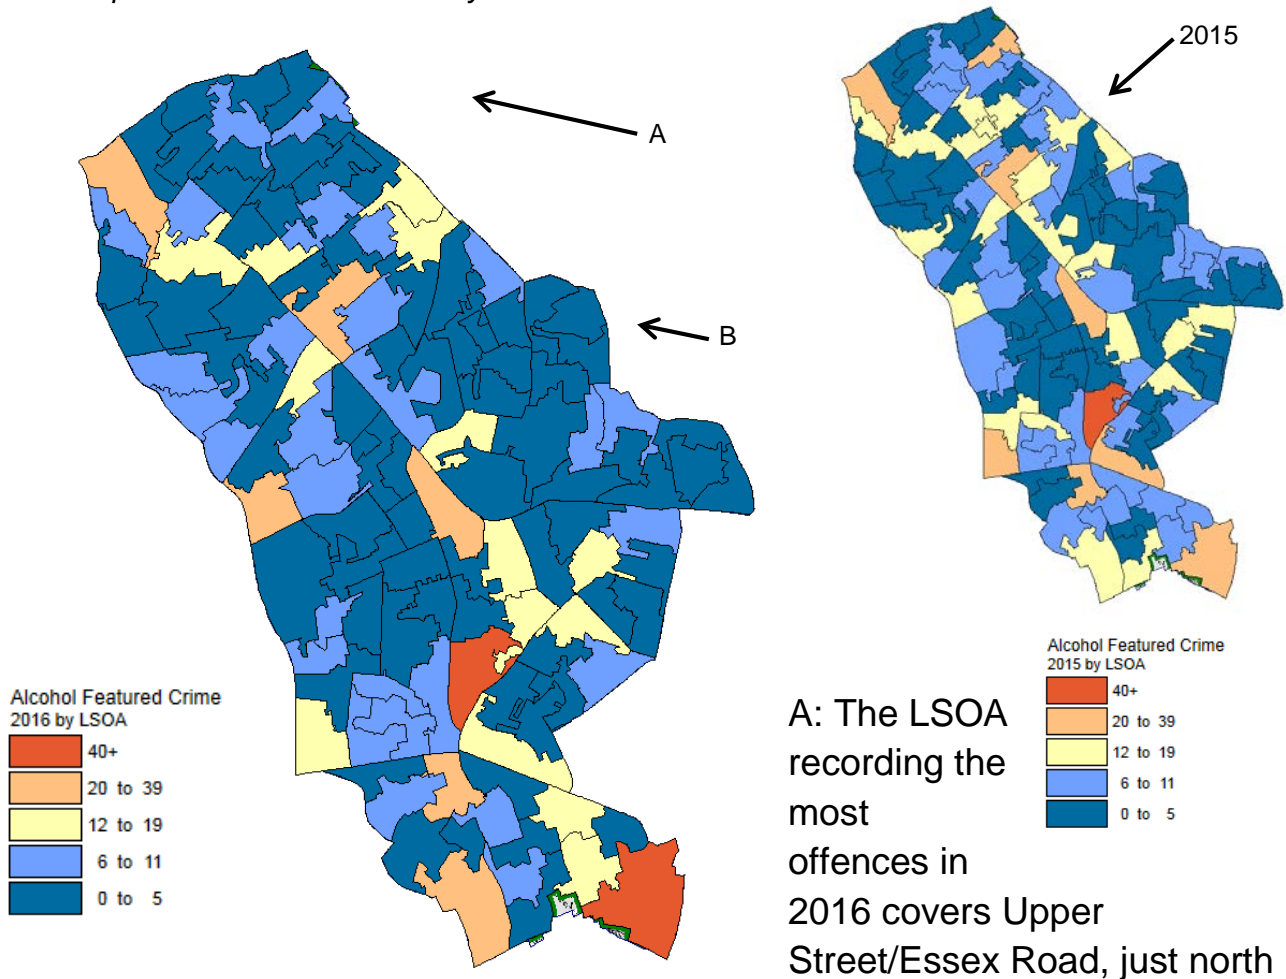 2015
A
B
Alcohol Featured Crime
2016 by LSOA
40+
20 to 39
12 to 19
6 to 11
0 to 5
Alcohol Featured Crime
2015 by LSOA
40+
20 to 39
12 to 19
6 to 11
0 to 5
A: The LSOA
recording the
most
offences in
2016 covers Upper
Street/Essex Road, just north